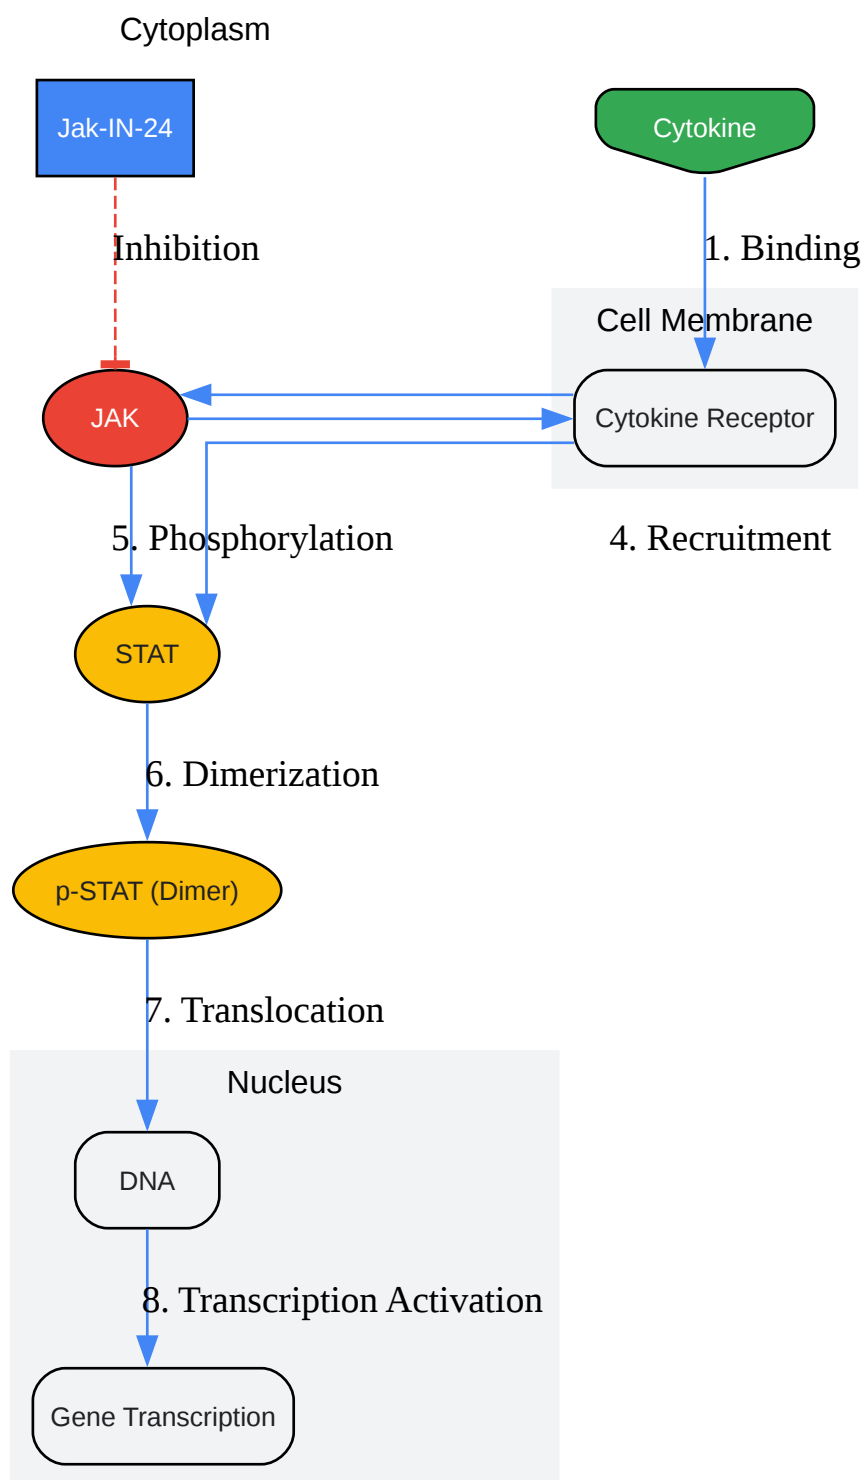 Cytoplasm
Jak-IN-24
Cytokine
Inhibition
1. Binding
Cell Membrane
JAK
Cytokine Receptor
5. Phosphorylation
4. Recruitment
STAT
6. Dimerization
p-STAT (Dimer)
7. Translocation
Nucleus
DNA
8. Transcription Activation
Gene Transcription